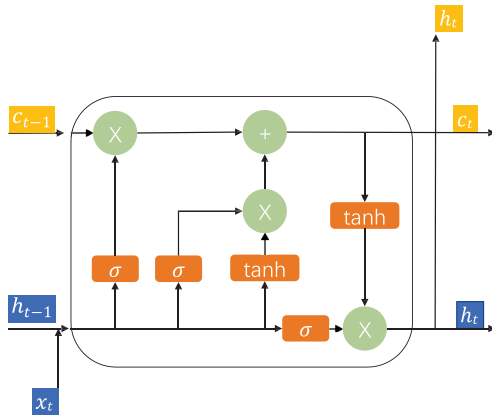 h_t
c_{t-1}
X
+
c_t
X
tanh
σ
σ
tanh
h_{t-1}
σ
X
h_t
x_t